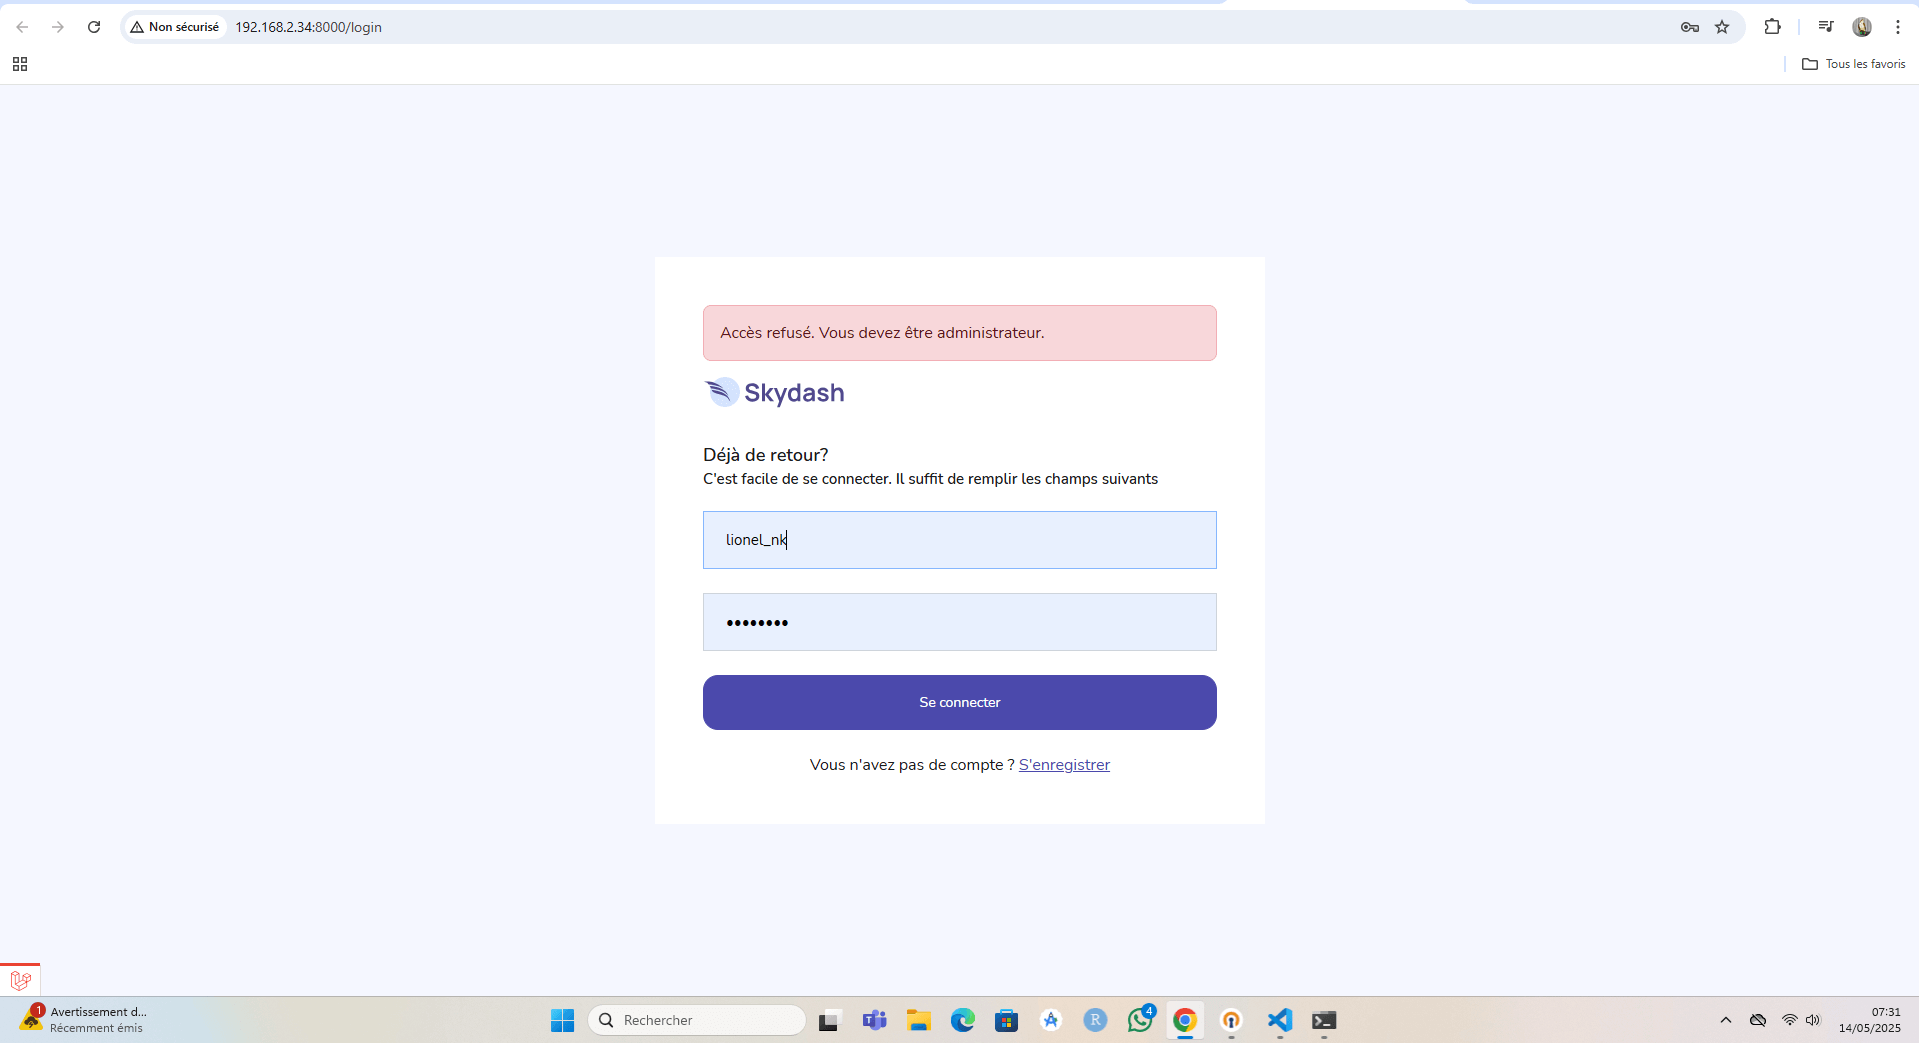 Non sécurisé 192.168.2.34:8000/login
Tous les favoris
Accès refusé. Vous devez être administrateur.
Skydash
Déjà de retour?
C'est facile de se connecter. Il suffit de remplir les champs suivants
lionel_nk
••••••••
Se connecter
Vous n'avez pas de compte ? S'enregistrer
1
Avertissement d...
Récemment émis
Rechercher
T
R
4
07:31
14/05/2025